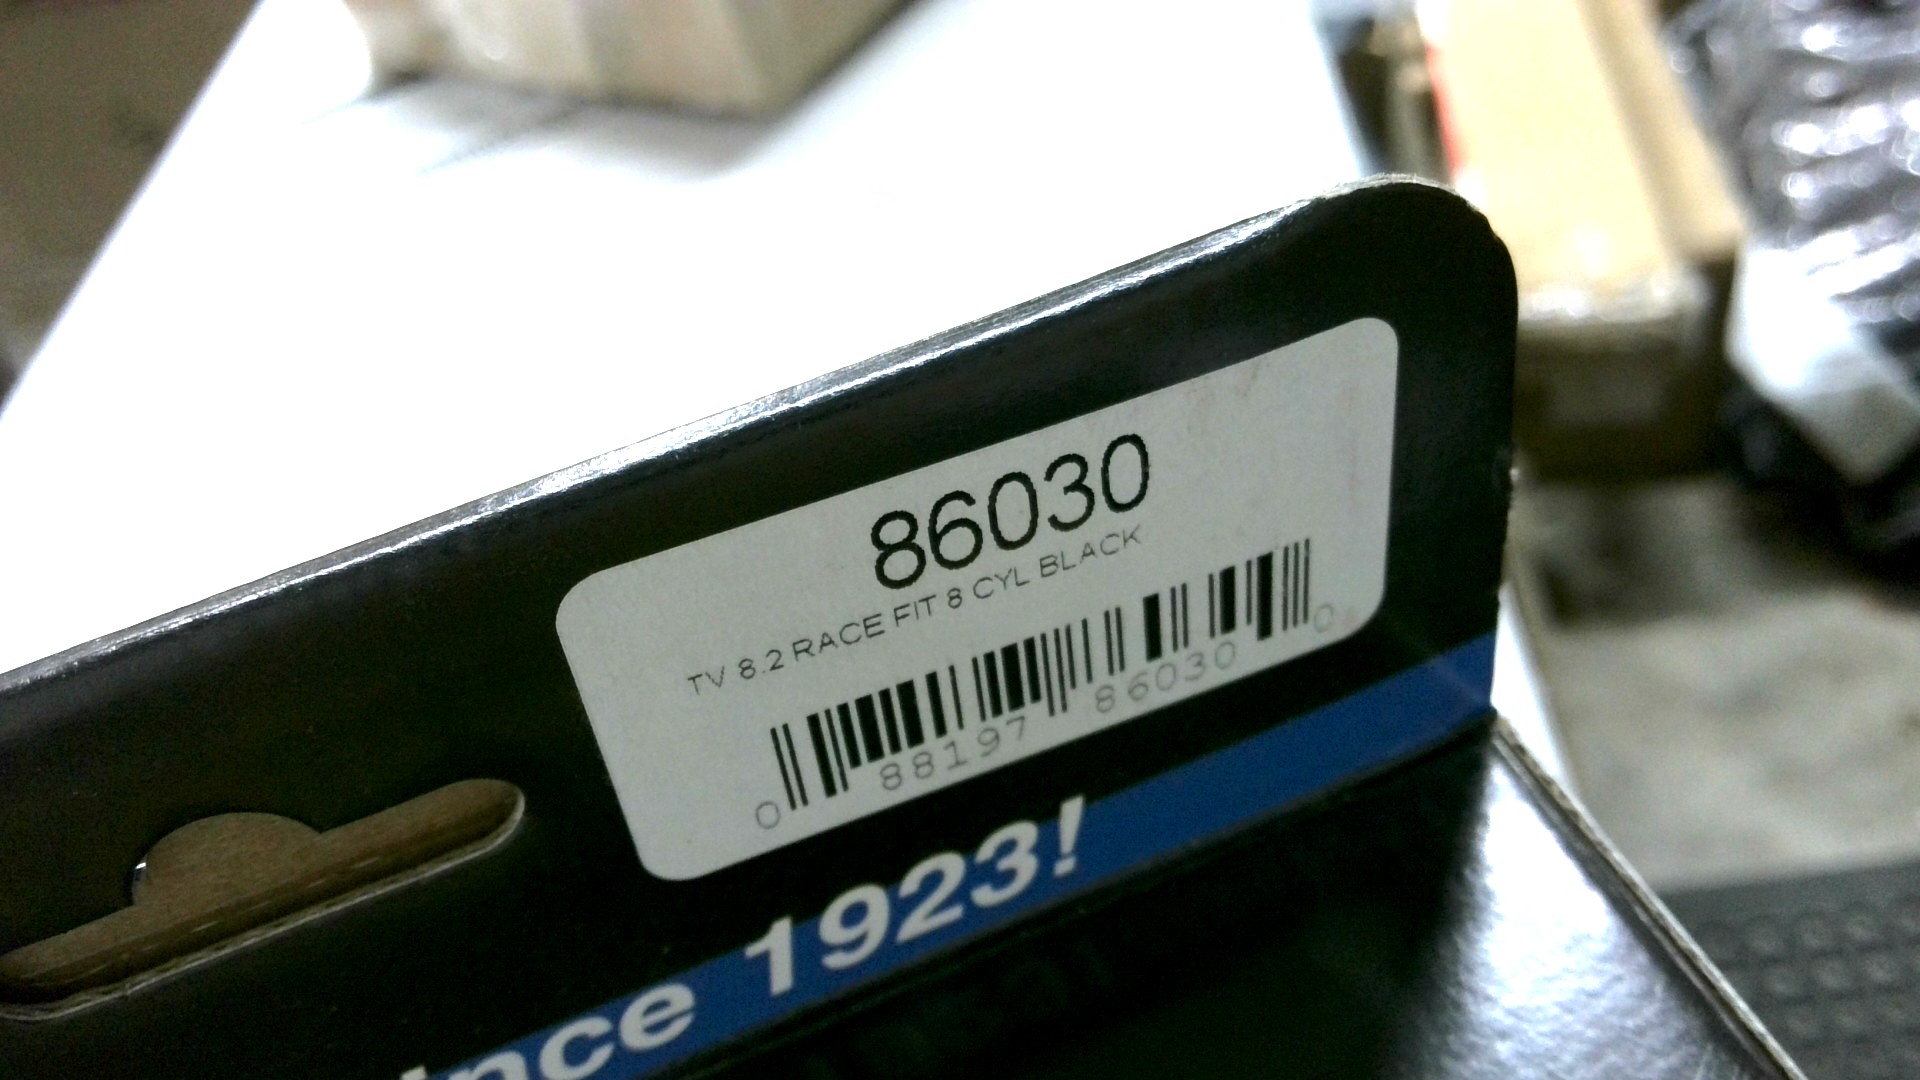 86030
TV 8.2 RACE FIT 8 CYL BLACK
0 88197 86030 0
ince 1923!